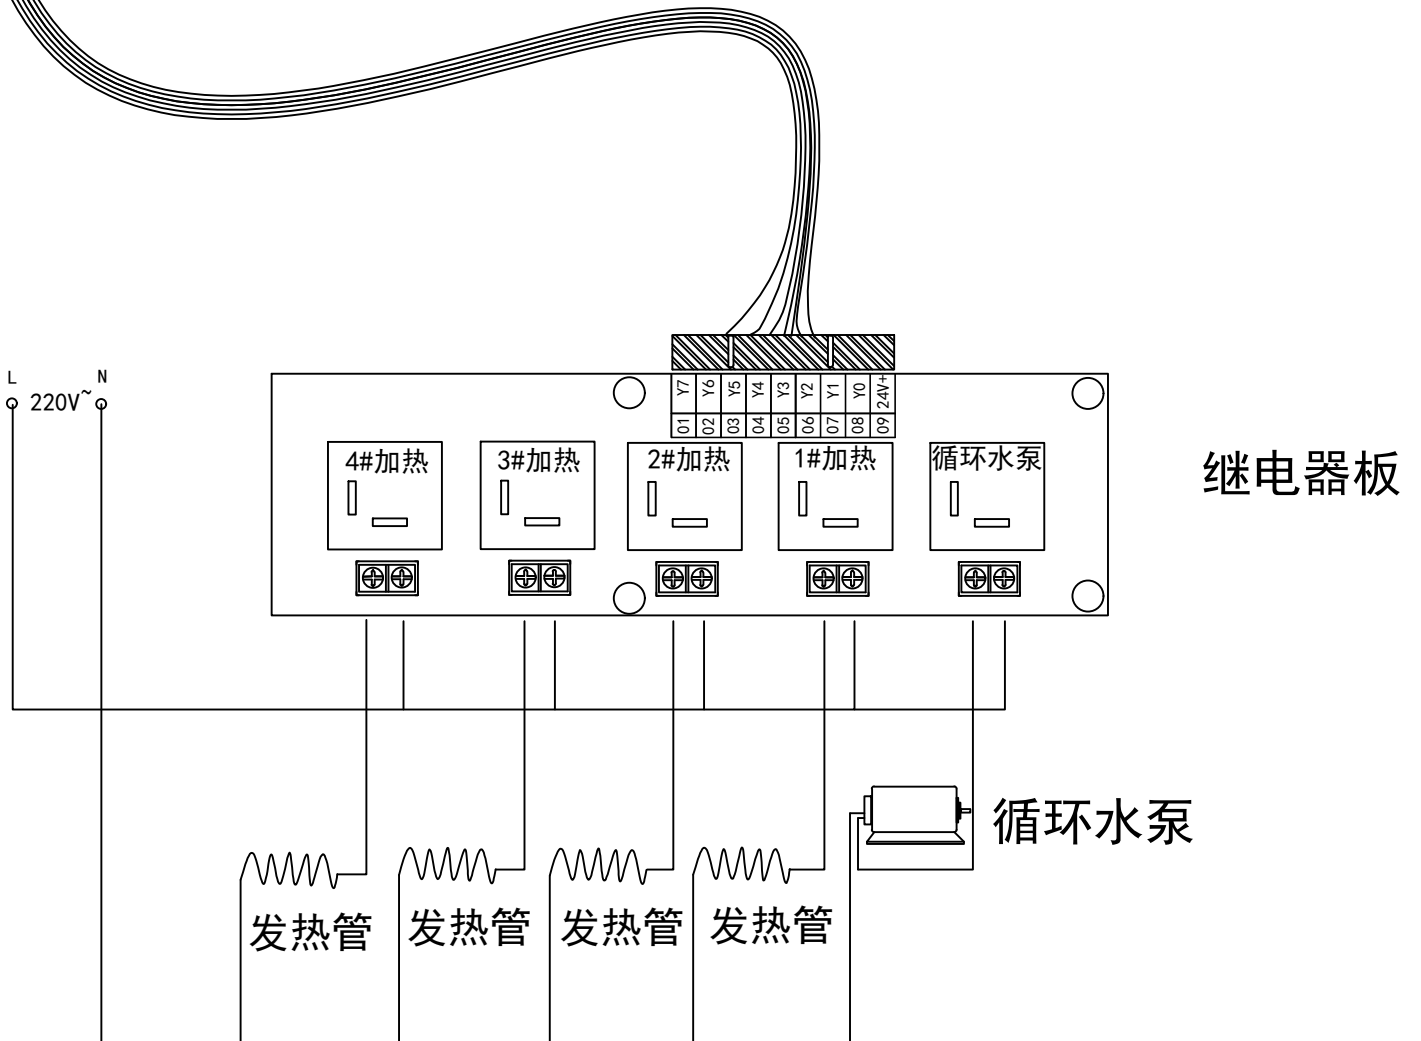 L
N
220V~
Y7 Y6 Y5 Y4 Y3 Y2 Y1 Y0 24V+
01 02 03 04 05 06 07 08 09
4#加热
3#加热
2#加热
1#加热
循环水泵
继电器板
循环水泵
发热管
发热管
发热管
发热管